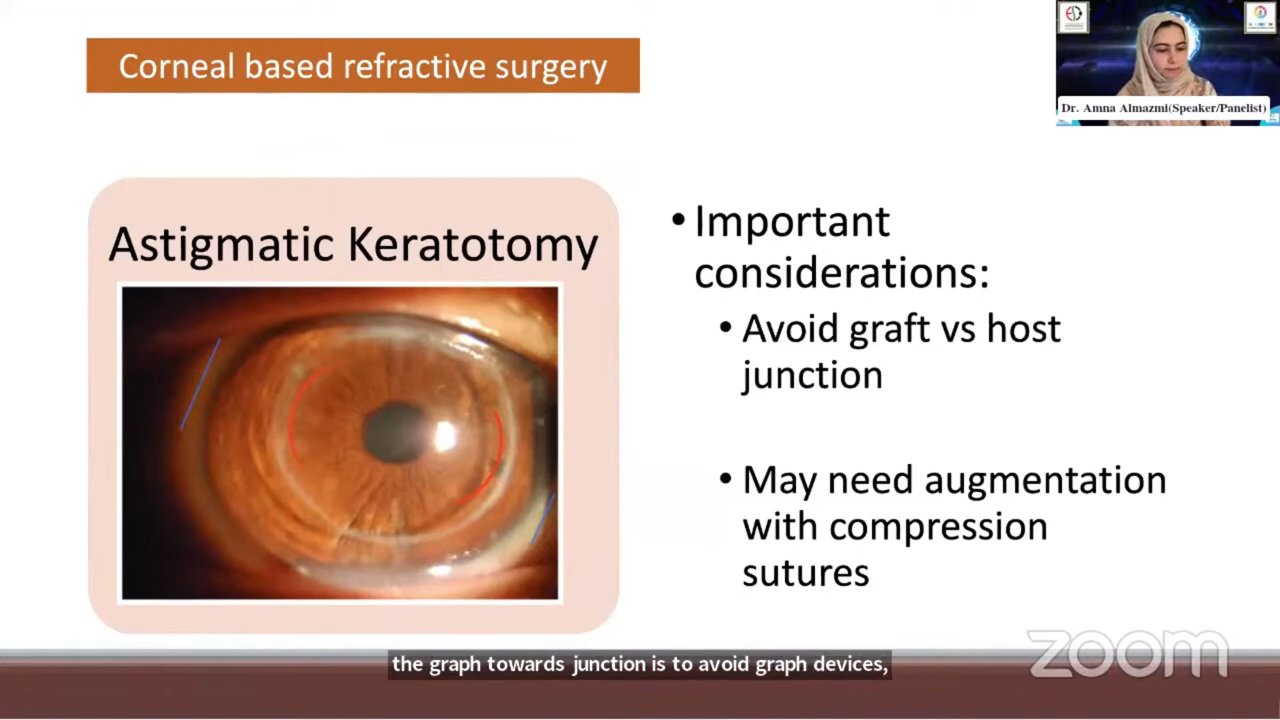 Corneal based refractive surgery
Dr. Amna Almazmi(Speaker/Panelist)
Astigmatic Keratotomy
• Important
considerations:
• Avoid graft vs host
junction
• May need augmentation
with compression
sutures
zoom
the graph towards junction is to avoid graph devices,